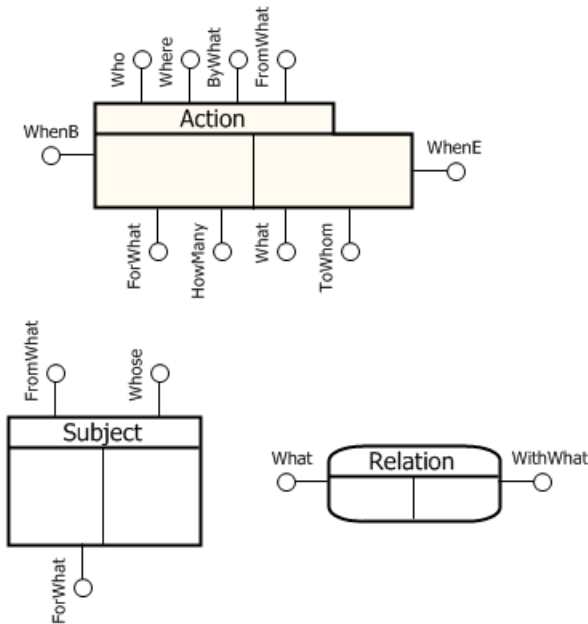 Who
Where
ByWhat
FromWhat
Action
WhenB
WhenE
ForWhat
HowMany
What
ToWhom
FromWhat
Whose
Subject
ForWhat
What
Relation
WithWhat